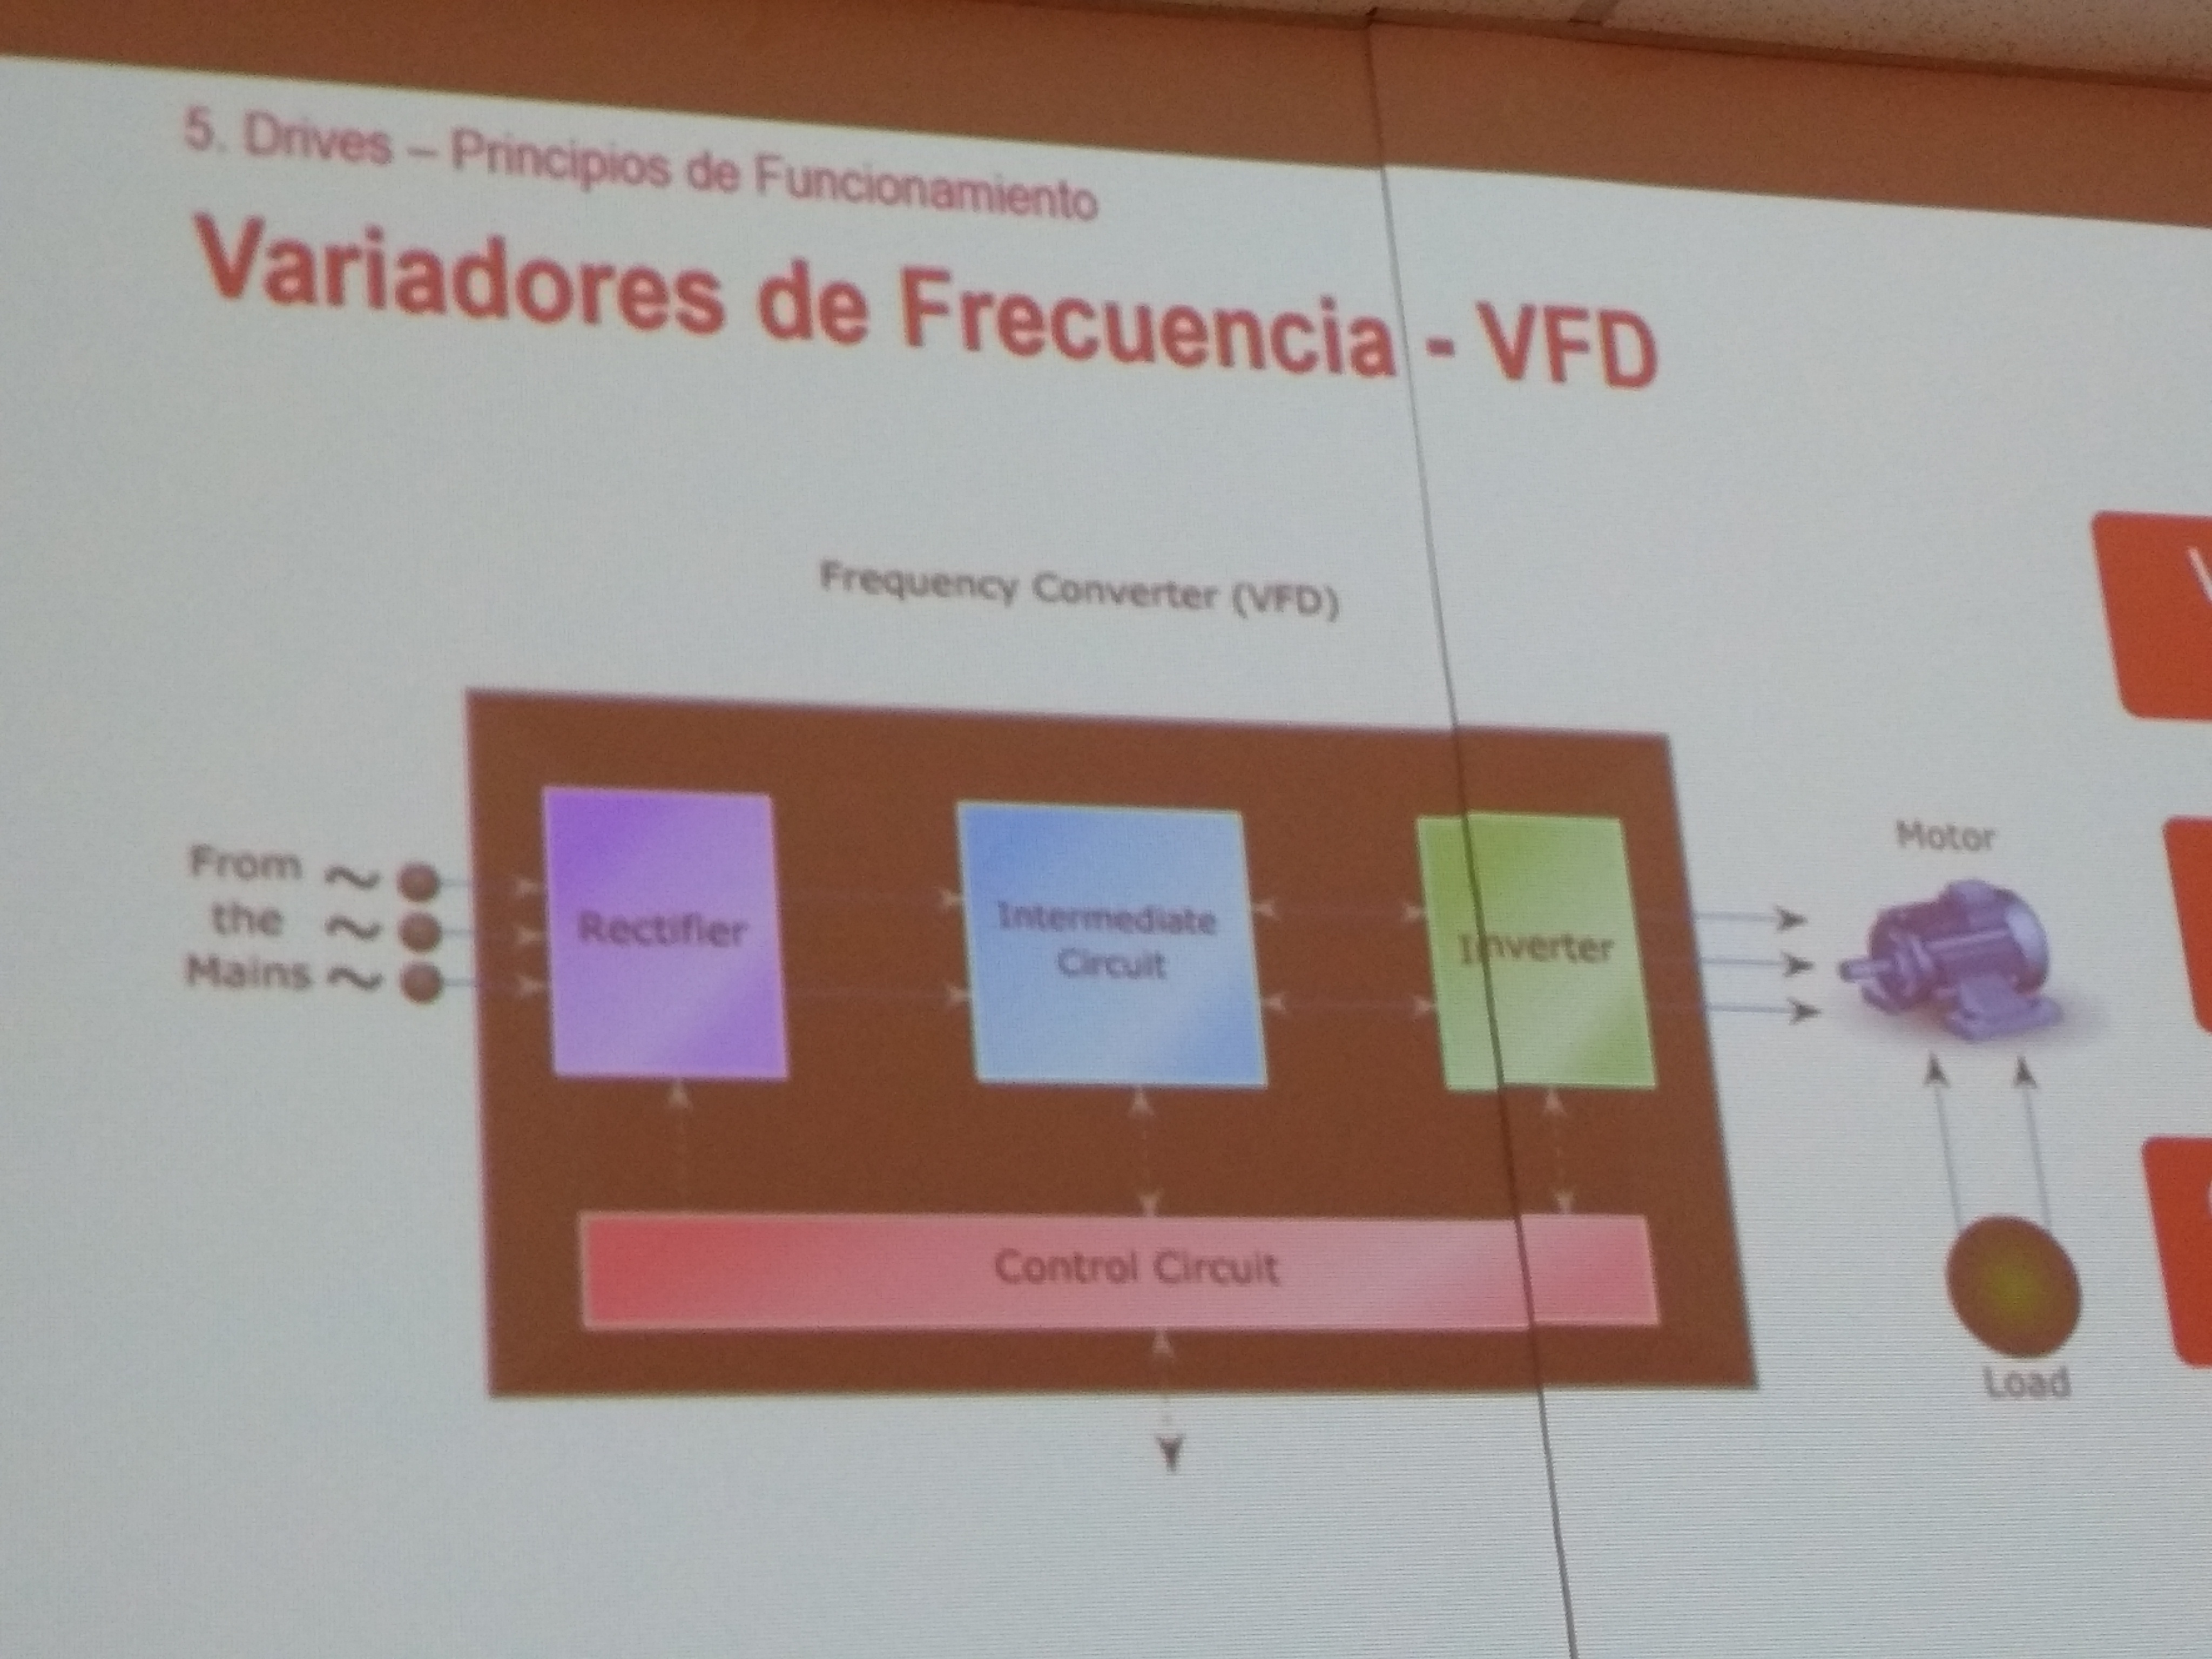 5. Drives – Principios de Funcionamiento
Variadores de Frecuencia - VFD
Frequency Converter (VFD)
From ~
the ~
Mains ~
Rectifier
Intermediate
Circuit
Inverter
Motor
Control Circuit
Load